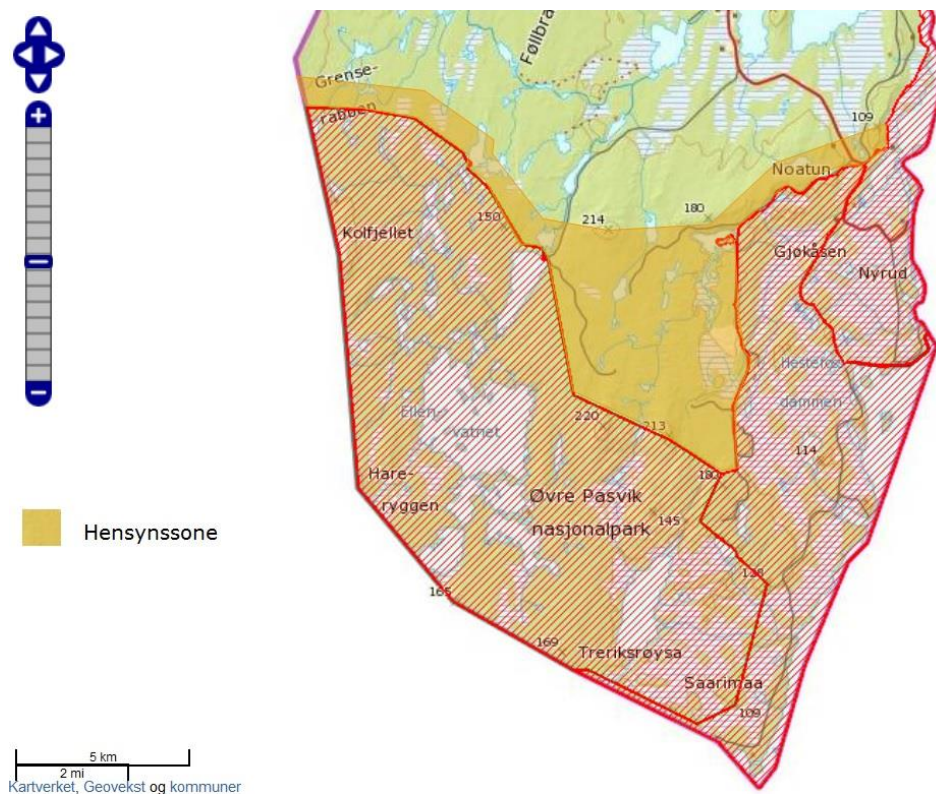 Føllbra
Grense-
rabben
109
Noatun
150
214
180
Kolfjellet
Gjøkåsen
Nyrud
Ellen-
vatnet
220
213
dammen
114
Hare-
ryggen
180
Øvre Pasvik
nasjonalpark
145
Hensynssone
128
165
169
Treriksrøysa
Saarimaa
109
5 km
2 mi
Kartverket, Geovekst og kommuner